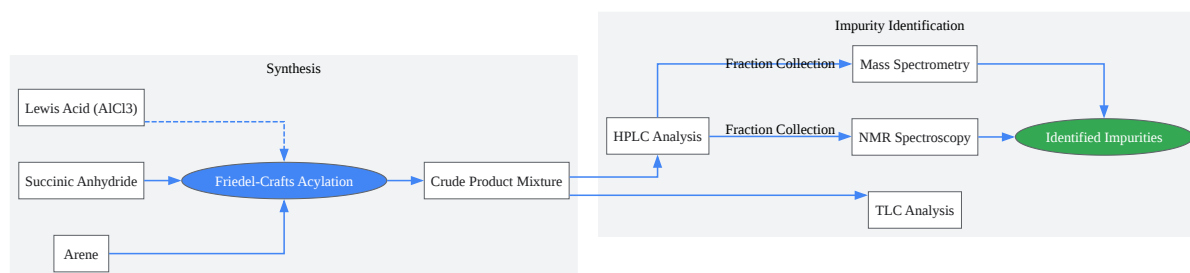 Synthesis
Lewis Acid (AlCl3)
Succinic Anhydride
Friedel-Crafts Acylation
Crude Product Mixture
Arene
Impurity Identification
Fraction Collection
Mass Spectrometry
HPLC Analysis
Fraction Collection
NMR Spectroscopy
Identified Impurities
TLC Analysis